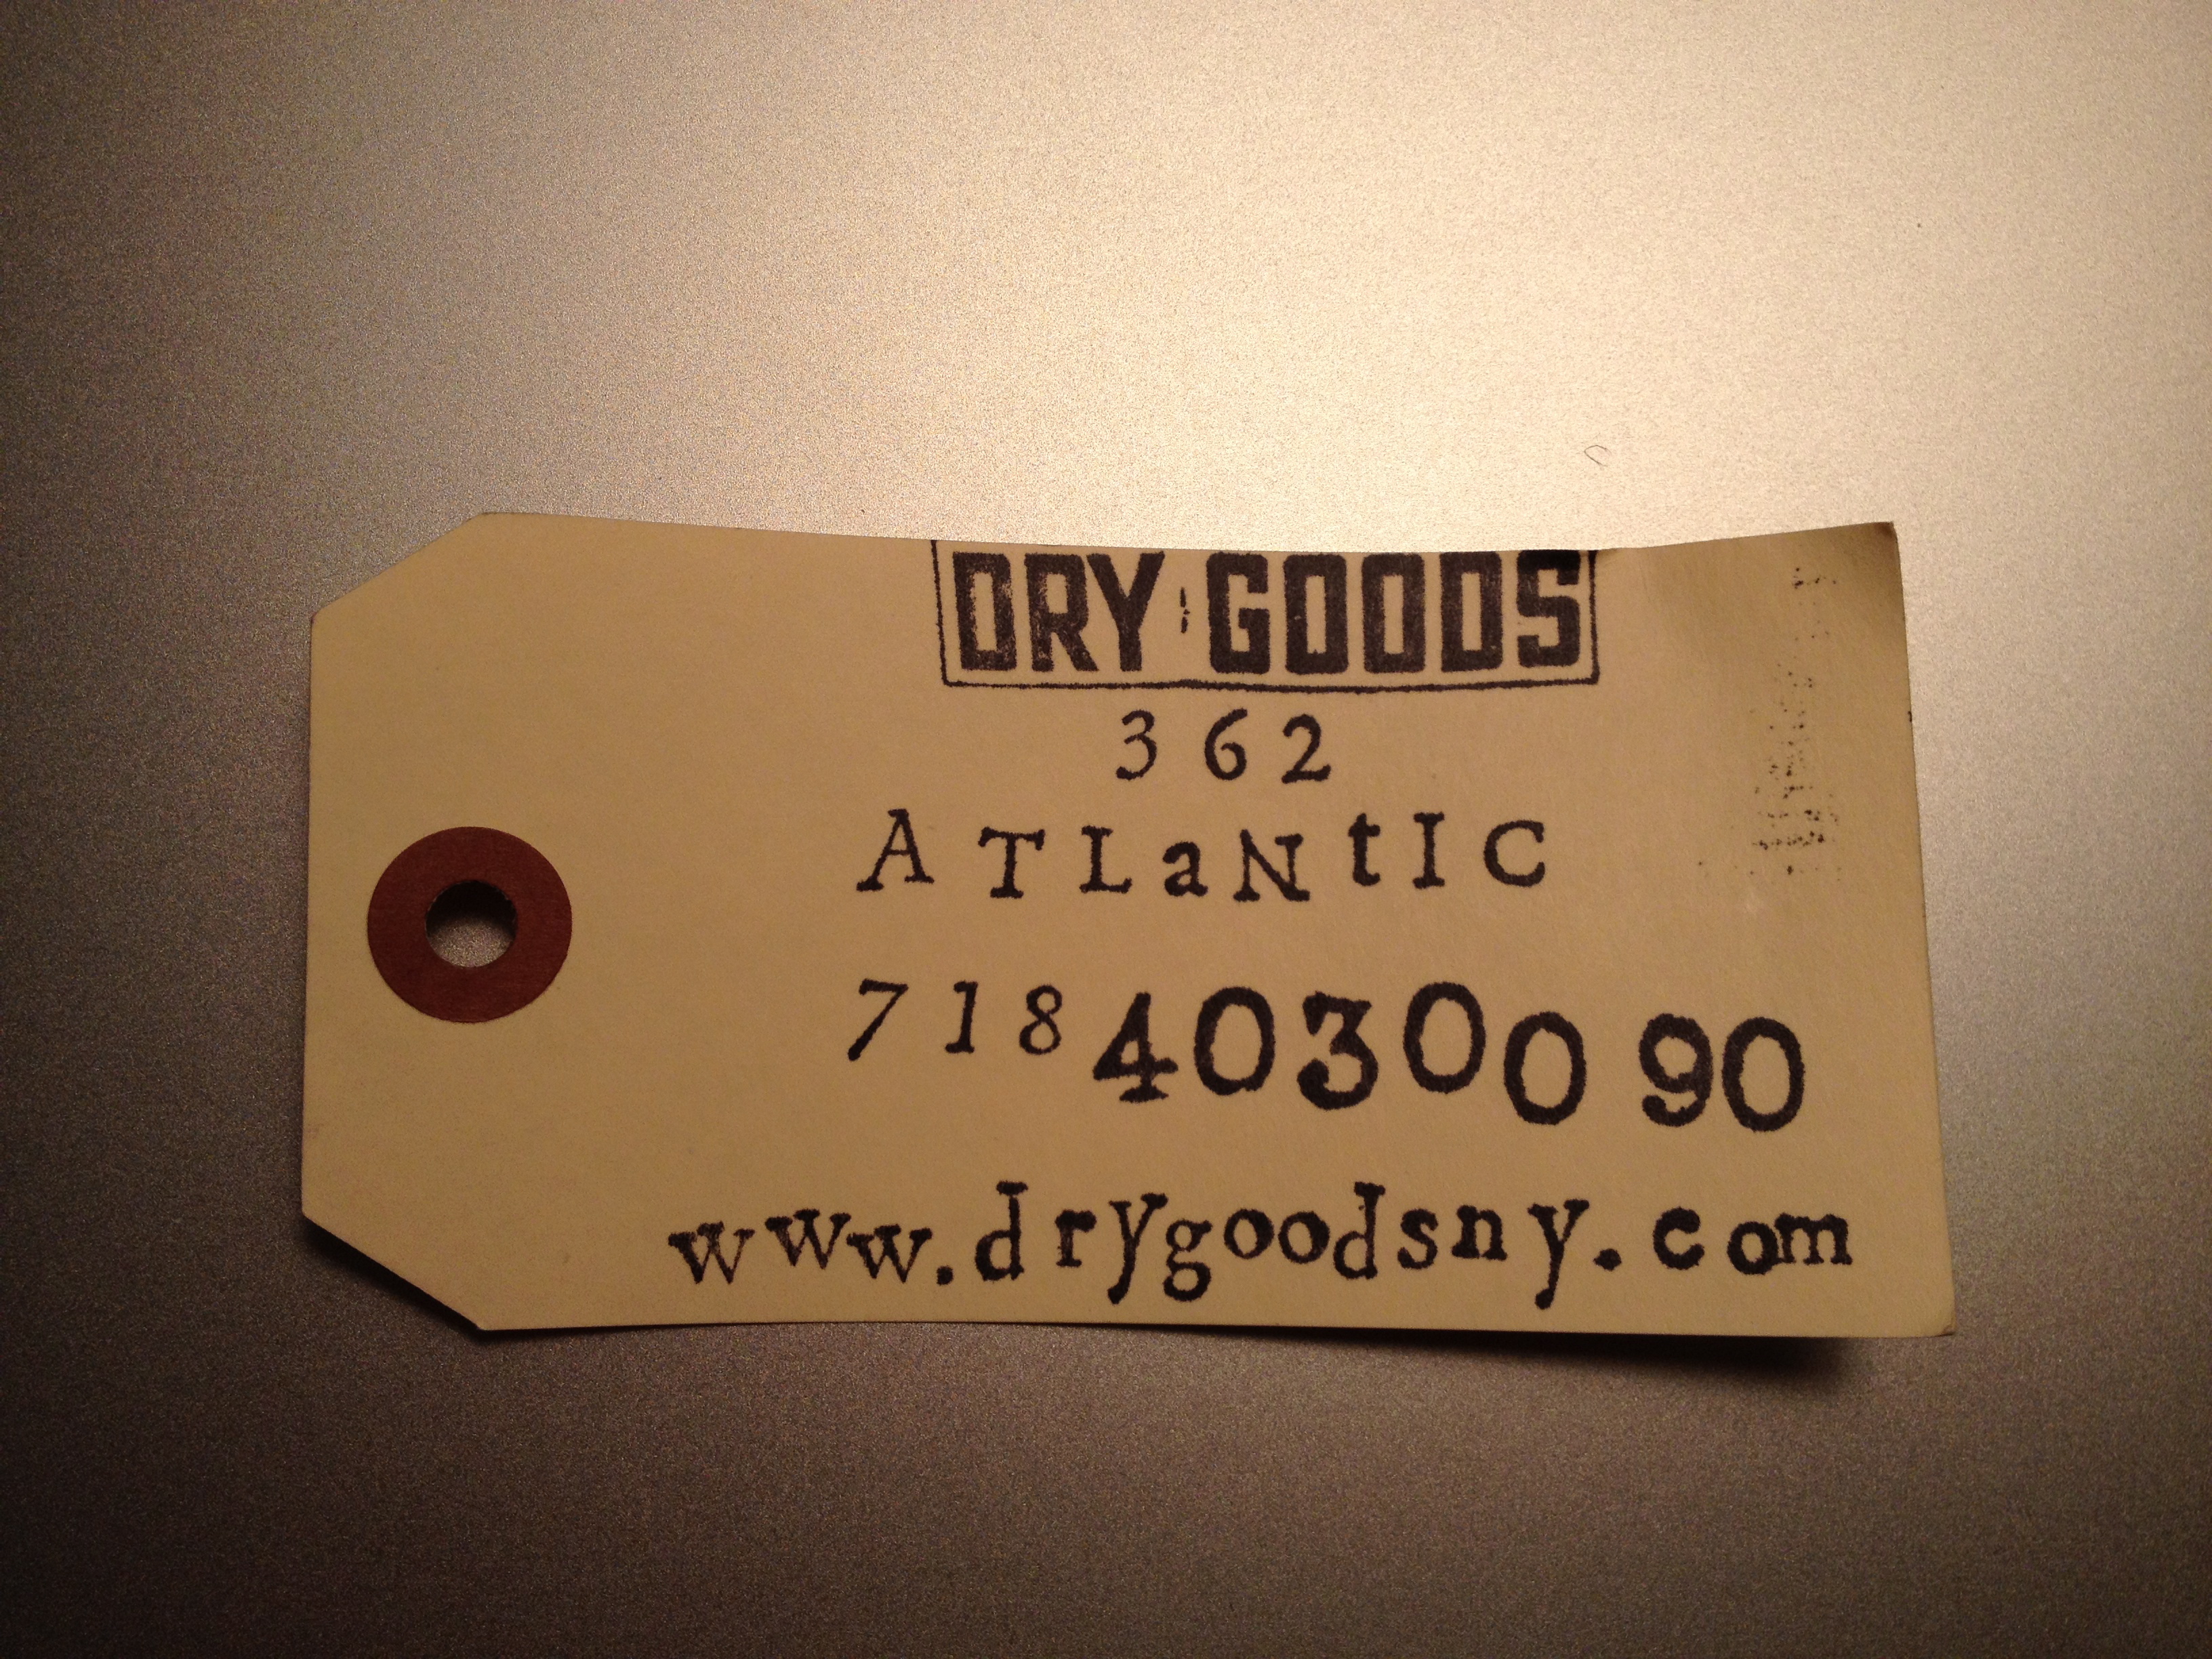 DRY GOODS
362
ATLaNtIC
718 4030090
www.drygoodsny.com